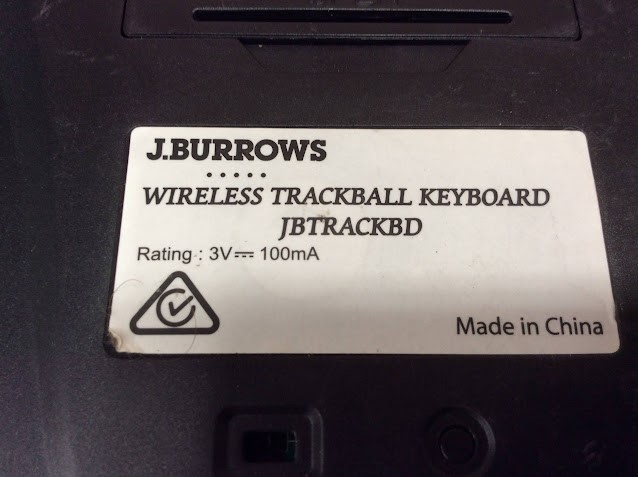 J.BURROWS
WIRELESS TRACKBALL KEYBOARD
JBTRACKBD
Rating : 3V⎓ 100mA
Made in China